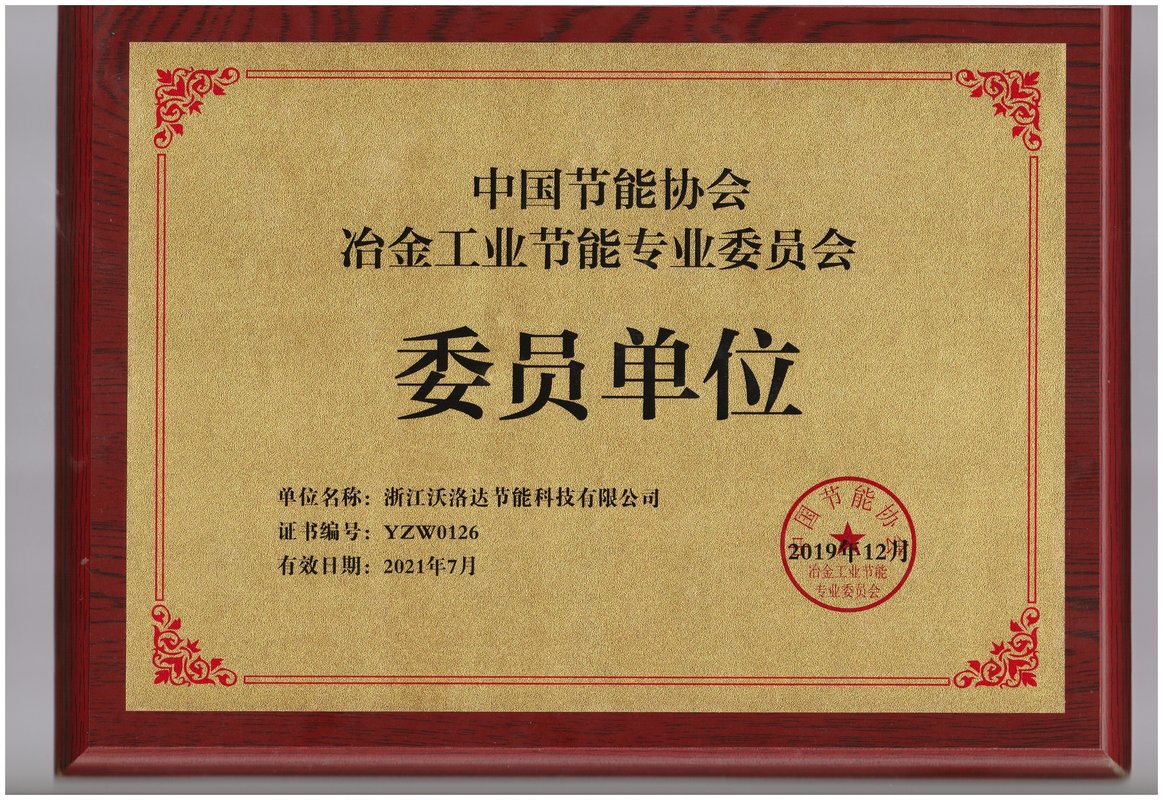 中国节能协会
冶金工业节能专业委员会
委员单位
单位名称：浙江沃洛达节能科技有限公司
证书编号：YZW0126
有效日期：2021年7月
中国节能协会
2019年12月
冶金工业节能
专业委员会